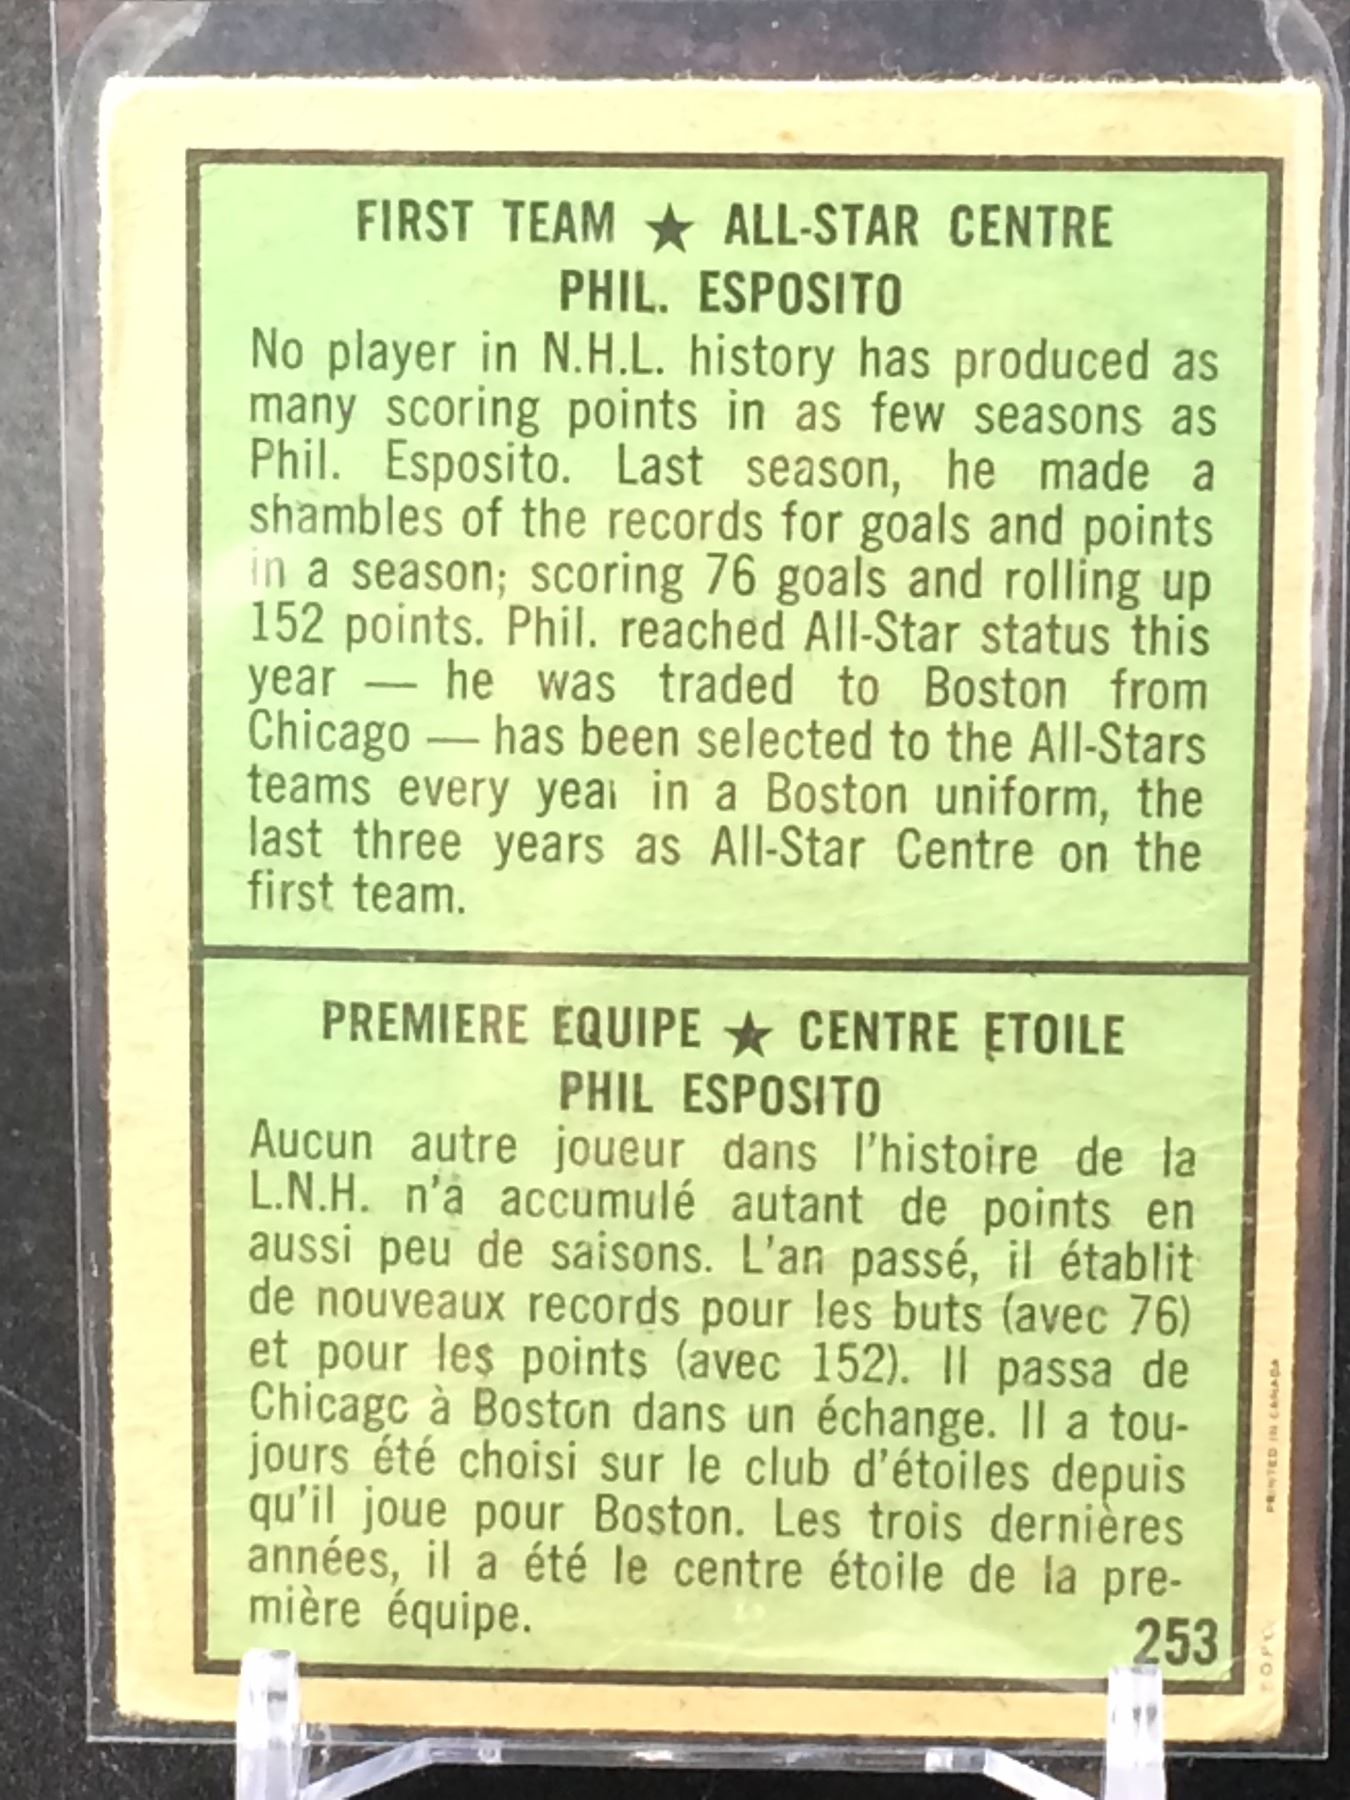 FIRST TEAM ★ ALL-STAR CENTRE
PHIL. ESPOSITO
No player in N.H.L. history has produced as
many scoring points in as few seasons as
Phil. Esposito. Last season, he made a
shambles of the records for goals and points
in a season; scoring 76 goals and rolling up
152 points. Phil. reached All-Star status this
year — he was traded to Boston from
Chicago — has been selected to the All-Stars
teams every year in a Boston uniform, the
last three years as All-Star Centre on the
first team.
PREMIERE EQUIPE ★ CENTRE ETOILE
PHIL ESPOSITO
Aucun autre joueur dans l'histoire de la
L.N.H. n'a accumulé autant de points en
aussi peu de saisons. L'an passé, il établit
de nouveaux records pour les buts (avec 76)
et pour les points (avec 152). Il passa de
Chicago à Boston dans un échange. Il a tou-
jours été choisi sur le club d'étoiles depuis
qu'il joue pour Boston. Les trois dernières
années, il a été le centre étoile de la pre-
mière équipe.
253
PRINTED IN CANADA